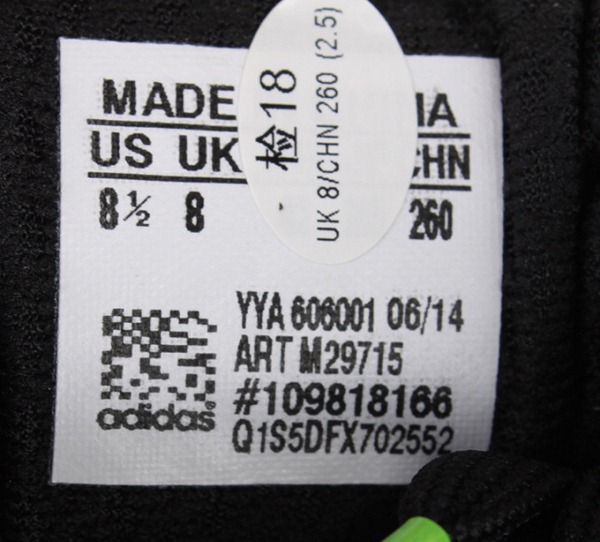 MADE
US UK CHN
8½ 8 260
检18
UK 8/CHN 260 (2.5)
YYA 606001 06/14
ART M29715
#109818166
Q1S5DFX702552
adidas